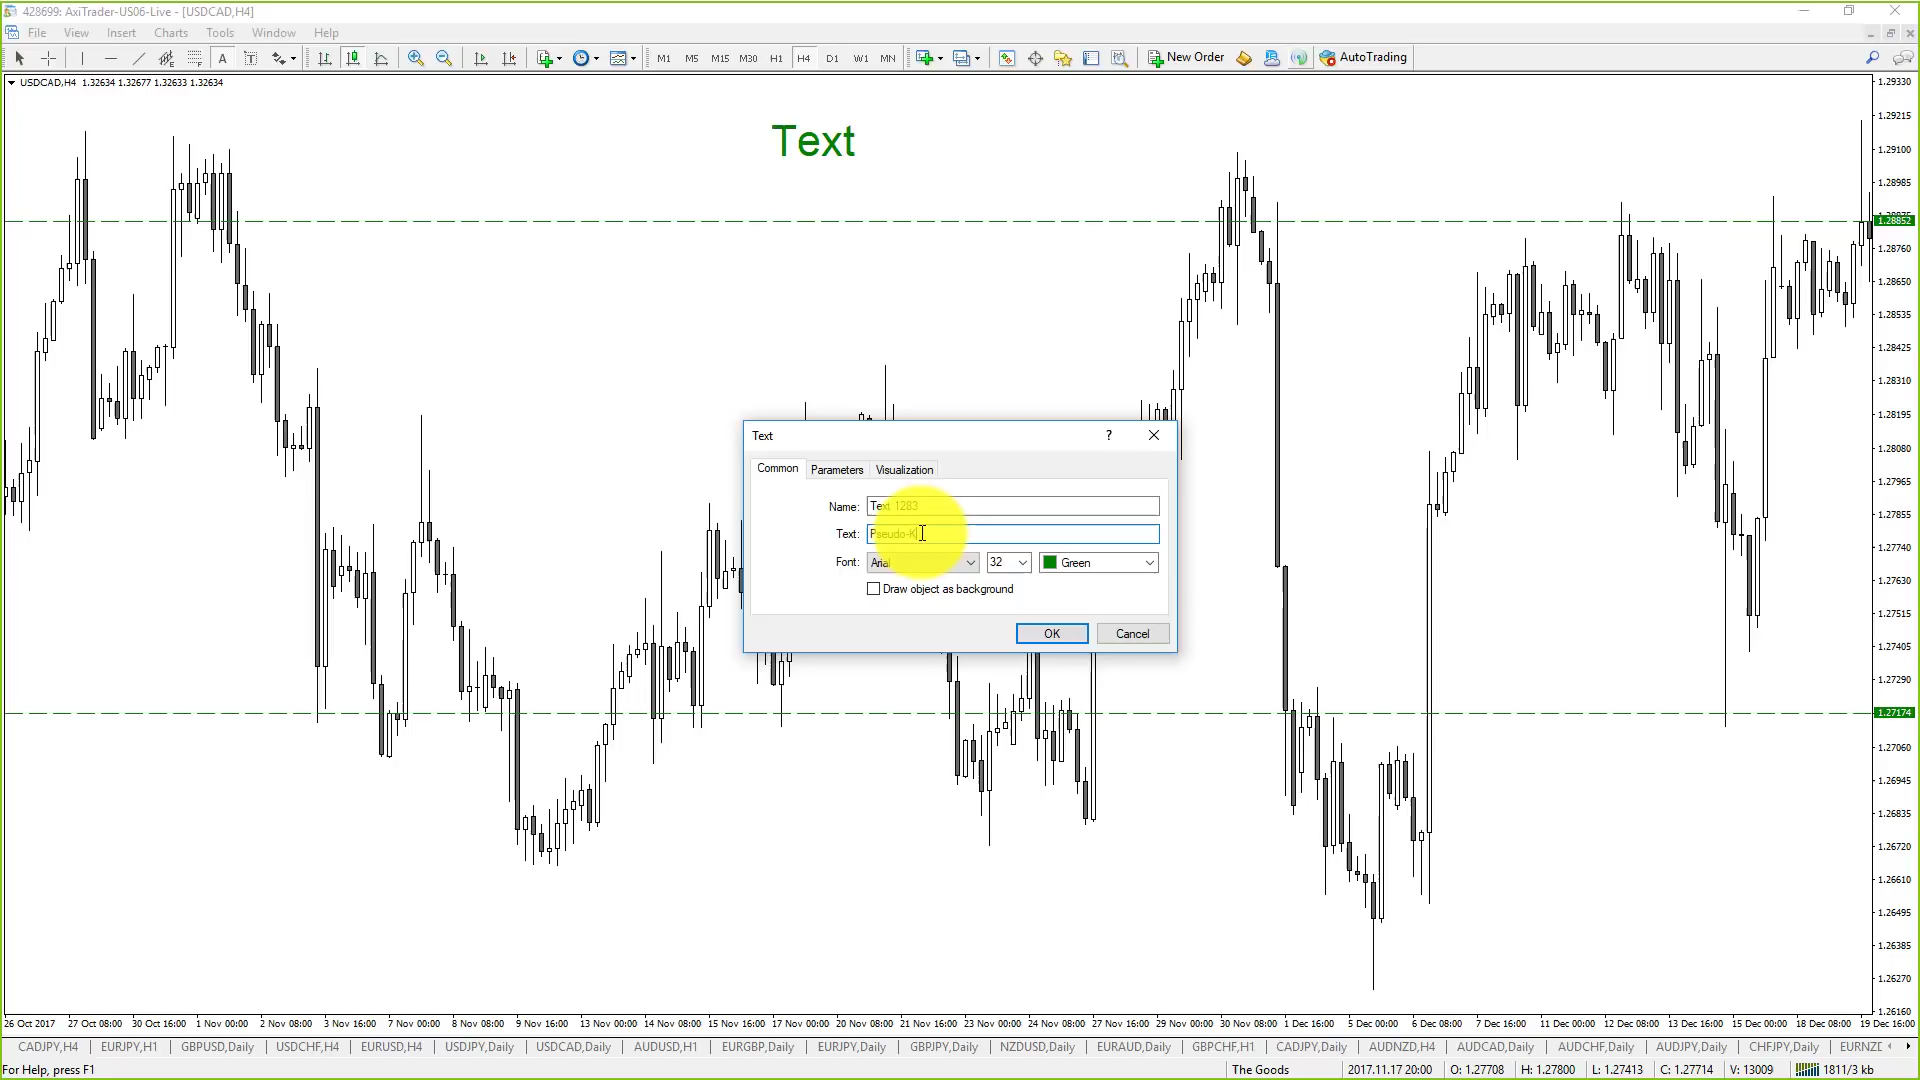 428699: AxiTrader-US06-Live - [USDCAD,H4]
File View Insert Charts Tools Window Help
A T M1 M5 M15 M30 H1 H4 D1 W1 MN New Order AutoTrading
USDCAD,H4 1.32634 1.32677 1.32633 1.32634
Text
1.29330
1.29215
1.29100
1.28985
1.28852
1.28760
1.28650
1.28535
1.28425
1.28310
1.28195
1.28080
1.27965
1.27855
1.27740
1.27630
1.27515
1.27405
1.27290
1.27174
1.27060
1.26945
1.26835
1.26720
1.26610
1.26495
1.26385
1.26270
1.26160
Text ?
Common Parameters Visualization
Name: Text 1283
Text: Pseudo-K
Font: Arial 32 Green
Draw object as background
OK Cancel
26 Oct 2017 27 Oct 08:00 30 Oct 16:00 1 Nov 00:00 2 Nov 08:00 3 Nov 16:00 7 Nov 00:00 8 Nov 08:00 9 Nov 16:00 13 Nov 00:00 14 Nov 08:00 15 Nov 16:00 17 Nov 00:00 20 Nov 08:00 21 Nov 16:00 23 Nov 00:00 24 Nov 08:00 27 Nov 16:00 29 Nov 00:00 30 Nov 08:00 1 Dec 16:00 5 Dec 00:00 6 Dec 08:00 7 Dec 16:00 11 Dec 00:00 12 Dec 08:00 13 Dec 16:00 15 Dec 00:00 18 Dec 08:00 19 Dec 16:00
CADJPY,H4 EURJPY,H1 GBPUSD,Daily USDCHF,H4 EURUSD,H4 USDJPY,Daily USDCAD,Daily AUDUSD,H1 EURGBP,Daily EURJPY,Daily GBPJPY,Daily NZDUSD,Daily EURAUD,Daily GBPCHF,H1 CADJPY,Daily AUDNZD,H4 AUDCAD,Daily AUDCHF,Daily AUDJPY,Daily CHFJPY,Daily EURNZD
For Help, press F1 The Goods 2017.11.17 20:00 O: 1.27708 H: 1.27800 L: 1.27413 C: 1.27714 V: 13009 1811/3 kb